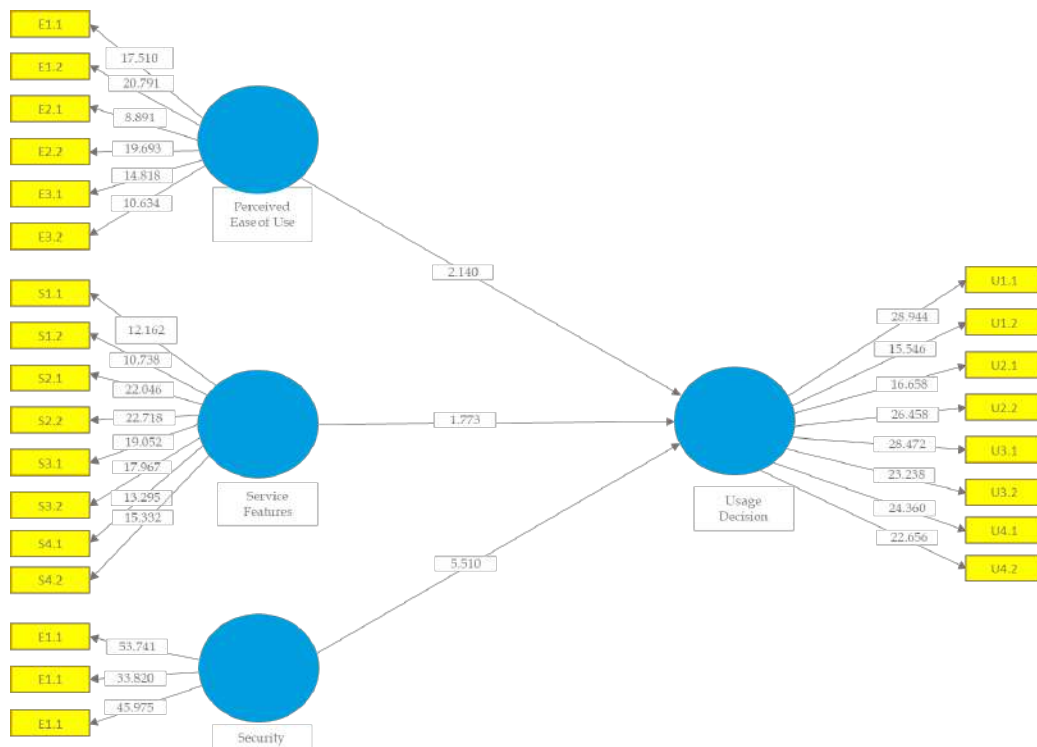 E1.1
17.510
E1.2
20.791
E2.1
8.891
E2.2
19.693
E3.1
14.818
10.634
E3.2
Perceived
Ease of Use
2.140
S1.1
12.162
S1.2
10.738
S2.1
22.046
S2.2
22.718
S3.1
19.052
17.967
S3.2
13.295
15.332
S4.1
S4.2
Service
Features
1.773
E1.1
53.741
E1.1
33.820
45.975
E1.1
Security
5.510
Usage
Decision
U1.1
28.944
U1.2
15.546
U2.1
16.658
U2.2
26.458
U3.1
28.472
23.238
U3.2
24.360
U4.1
22.656
U4.2